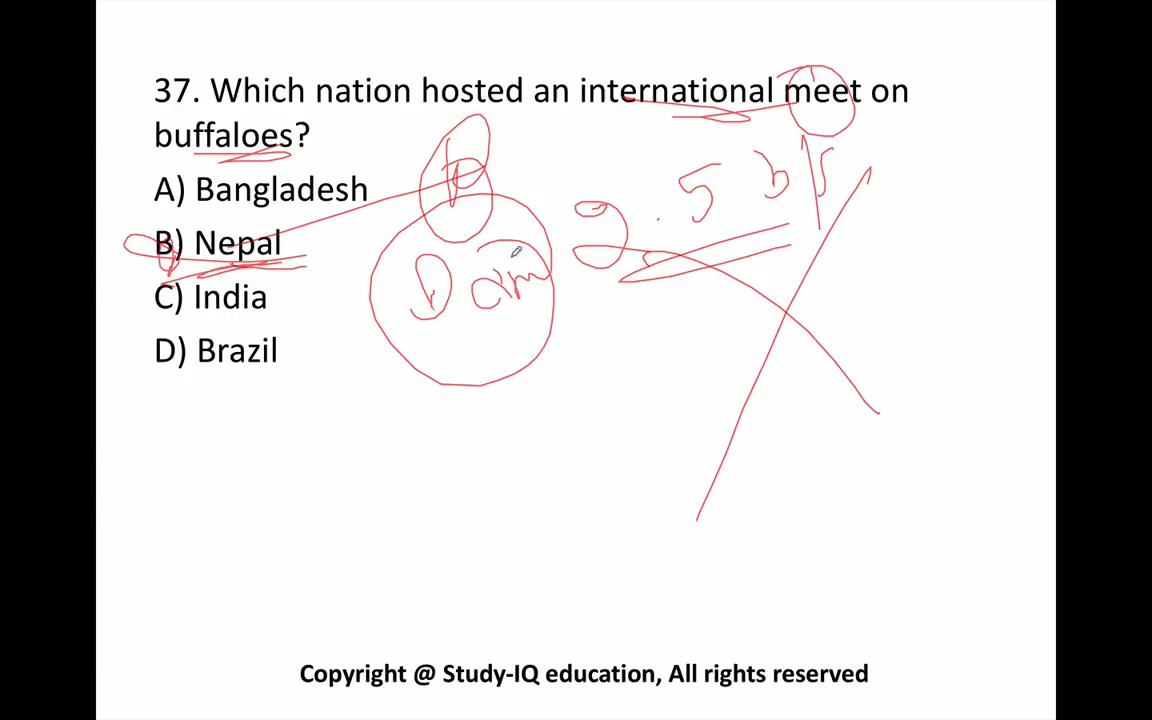 37. Which nation hosted an international meet on
buffaloes?
A) Bangladesh
B) Nepal
C) India
D) Brazil
Dam
Copyright @ Study-IQ education, All rights reserved